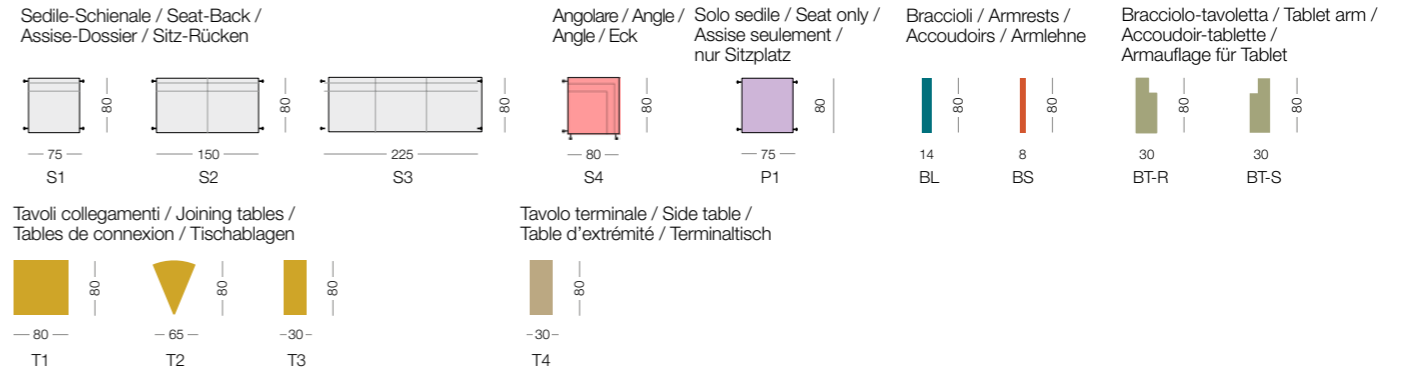 Sedile-Schienale / Seat-Back /
Assise-Dossier / Sitz-Rücken
80
75
S1
80
150
S2
80
225
S3
Angolare / Angle /
Angle / Eck
80
80
S4
Solo sedile / Seat only /
Assise seulement /
nur Sitzplatz
80
75
P1
Braccioli / Armrests /
Accoudoirs / Armlehne
80
14
BL
80
8
BS
Bracciolo-tavoletta / Tablet arm /
Accoudoir-tablette /
Armauflage für Tablet
80
30
BT-R
80
30
BT-S
Tavoli collegamenti / Joining tables /
Tables de connexion / Tischablagen
80
80
T1
80
65
T2
80
30
T3
Tavolo terminale / Side table /
Table d'extrémité / Terminaltisch
80
30
T4